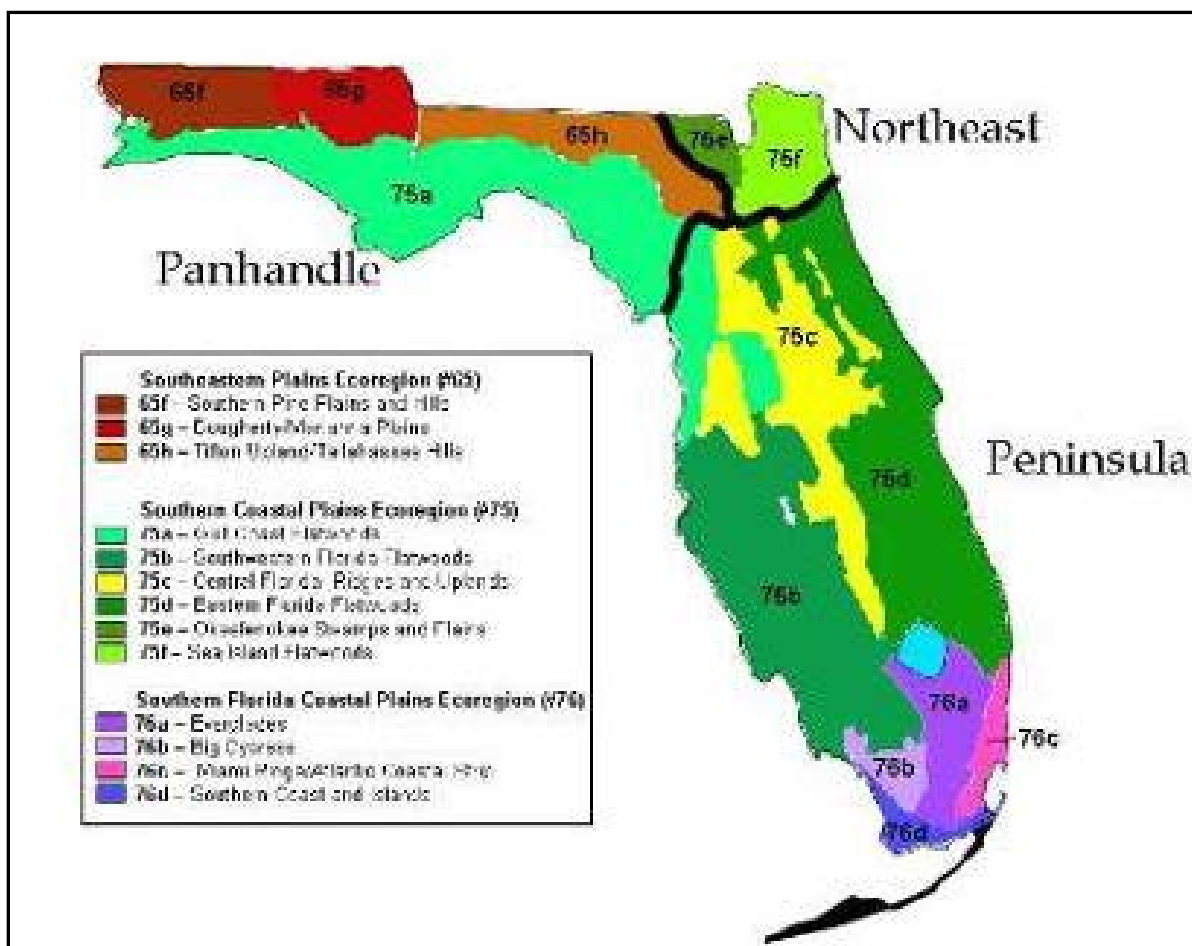 65f
65g
65h
75e
75f
Northeast
75a
Panhandle
75c
Peninsula
75d
75b
76a
76c
76b
76d
Southeastern Plains Ecoregion (#65)
65f – Southern Pine Plains and Hills
65g – Dougherty/Marianna Plains
65h – Tifton Upland/Tallahassee Hills
Southern Coastal Plains Ecoregion (#75)
75a – Gulf Coast Flatwoods
75b – Southwestern Florida Flatwoods
75c – Central Florida Ridges and Uplands
75d – Eastern Florida Flatwoods
75e – Okeefenokee Swamps and Plains
75f – Sea Island Flatwoods
Southern Florida Coastal Plains Ecoregion (#76)
76a – Everglades
76b – Big Cypress
76c – Miami Ridge/Atlantic Coastal Strip
76d – Southern Coast and Islands